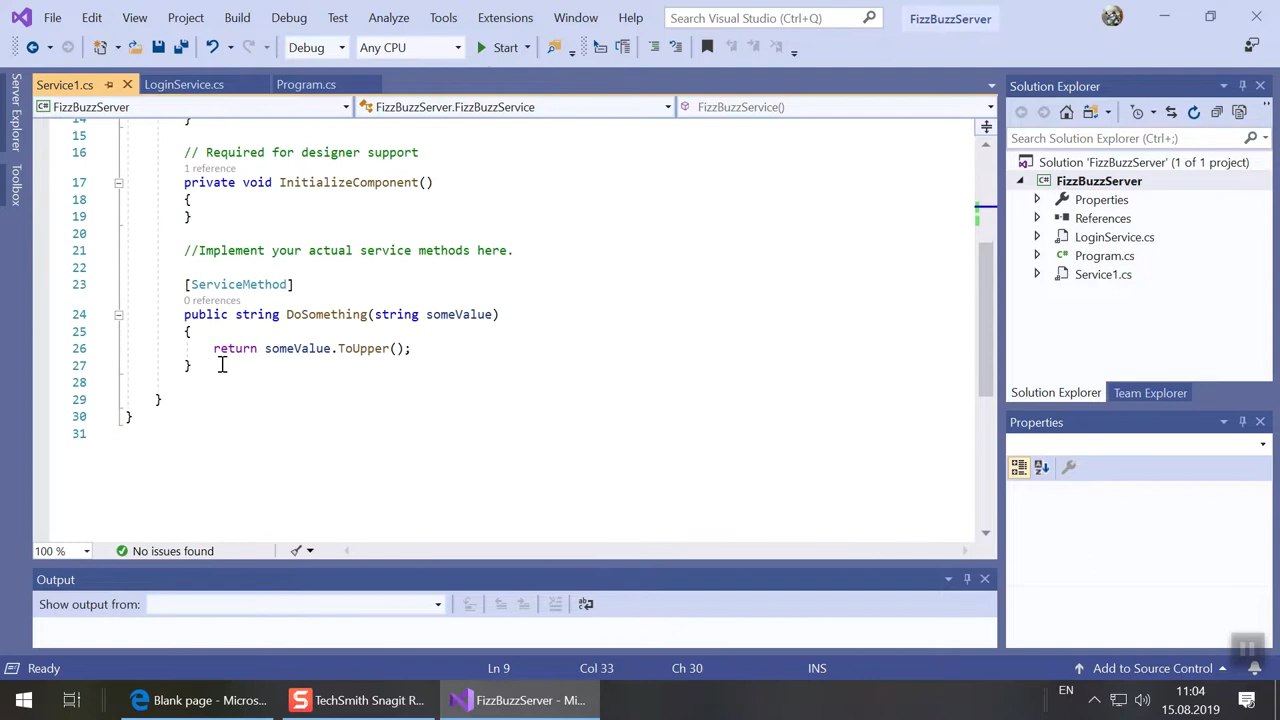 File Edit View Project Build Debug Test Analyze Tools Extensions Window Help Search Visual Studio (Ctrl+Q) FizzBuzzServer
Debug Any CPU Start
Server Explorer
Toolbox
Service1.cs LoginService.cs Program.cs
FizzBuzzServer FizzBuzzServer.FizzBuzzService FizzBuzzService()
14 }
15
16 // Required for designer support
1 reference
17 private void InitializeComponent()
18 {
19 }
20
21 //Implement your actual service methods here.
22
23 [ServiceMethod]
0 references
24 public string DoSomething(string someValue)
25 {
26 return someValue.ToUpper();
27 }
28
29 }
30 }
31
100 % No issues found
Output
Show output from:
Solution Explorer
Search Solution Explorer (Ctrl+;)
Solution 'FizzBuzzServer' (1 of 1 project)
FizzBuzzServer
Properties
References
LoginService.cs
Program.cs
Service1.cs
Solution Explorer Team Explorer
Properties
Ready Ln 9 Col 33 Ch 30 INS Add to Source Control
Blank page - Micros... TechSmith Snagit R... FizzBuzzServer - Mi... EN 11:04
15.08.2019